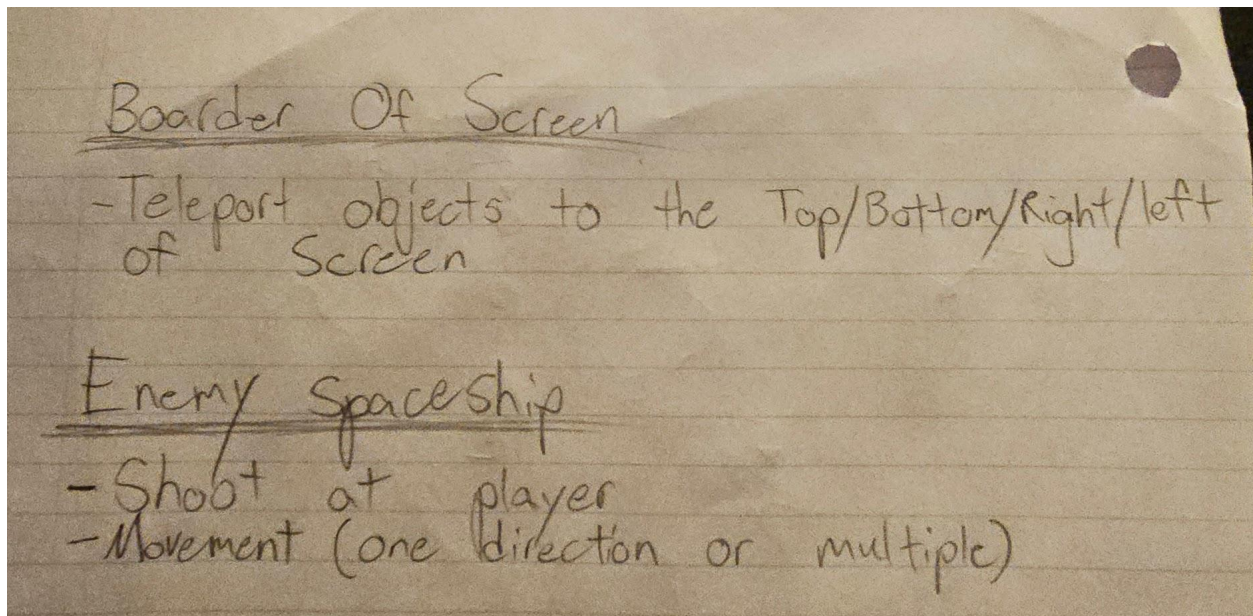 Boarder Of Screen
-Teleport objects to the Top/Bottom/Right/left
of Screen
Enemy Spaceship
- Shoot at player
-Movement (one direction or multiple)